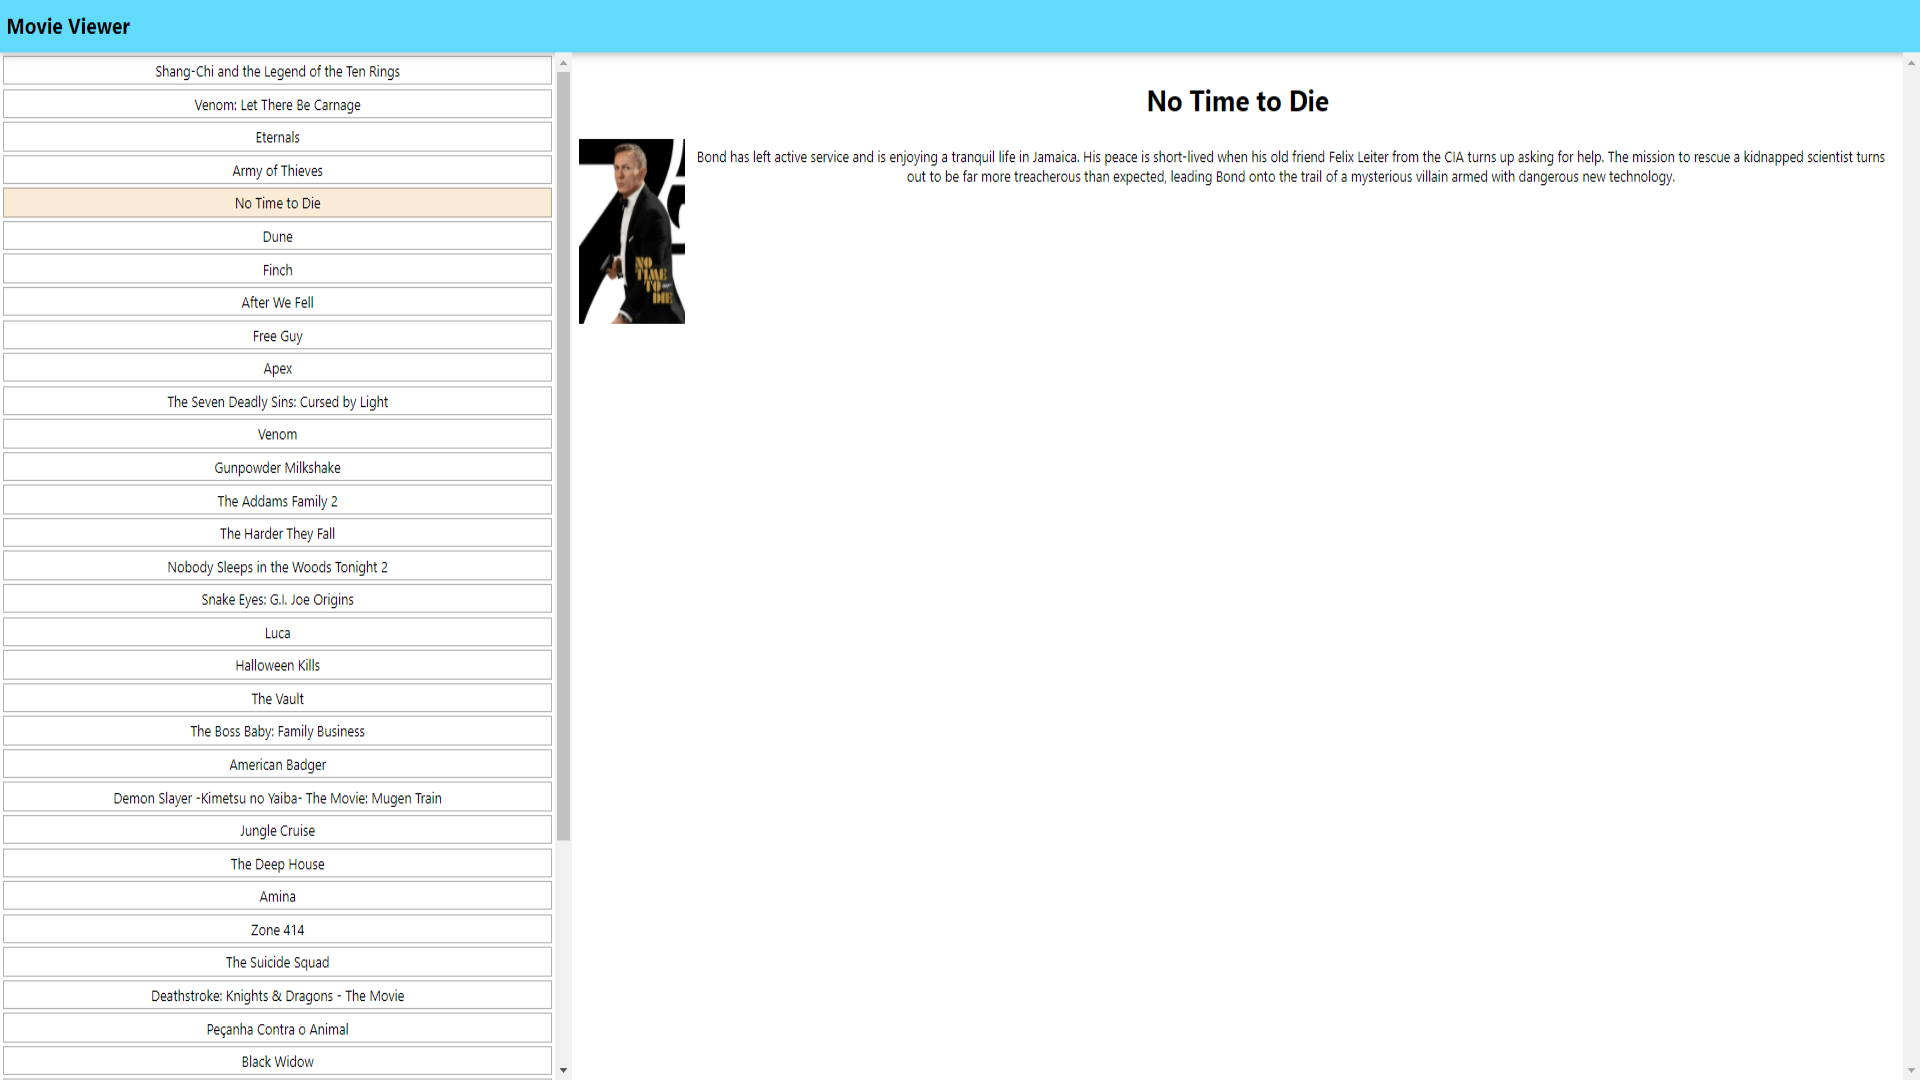 Movie Viewer
Shang-Chi and the Legend of the Ten Rings
Venom: Let There Be Carnage
Eternals
Army of Thieves
No Time to Die
Dune
Finch
After We Fell
Free Guy
Apex
The Seven Deadly Sins: Cursed by Light
Venom
Gunpowder Milkshake
The Addams Family 2
The Harder They Fall
Nobody Sleeps in the Woods Tonight 2
Snake Eyes: G.I. Joe Origins
Luca
Halloween Kills
The Vault
The Boss Baby: Family Business
American Badger
Demon Slayer -Kimetsu no Yaiba- The Movie: Mugen Train
Jungle Cruise
The Deep House
Amina
Zone 414
The Suicide Squad
Deathstroke: Knights & Dragons - The Movie
Peçanha Contra o Animal
Black Widow
No Time to Die
Bond has left active service and is enjoying a tranquil life in Jamaica. His peace is short-lived when his old friend Felix Leiter from the CIA turns up asking for help. The mission to rescue a kidnapped scientist turns
out to be far more treacherous than expected, leading Bond onto the trail of a mysterious villain armed with dangerous new technology.
NO
TIME
TO
DIE